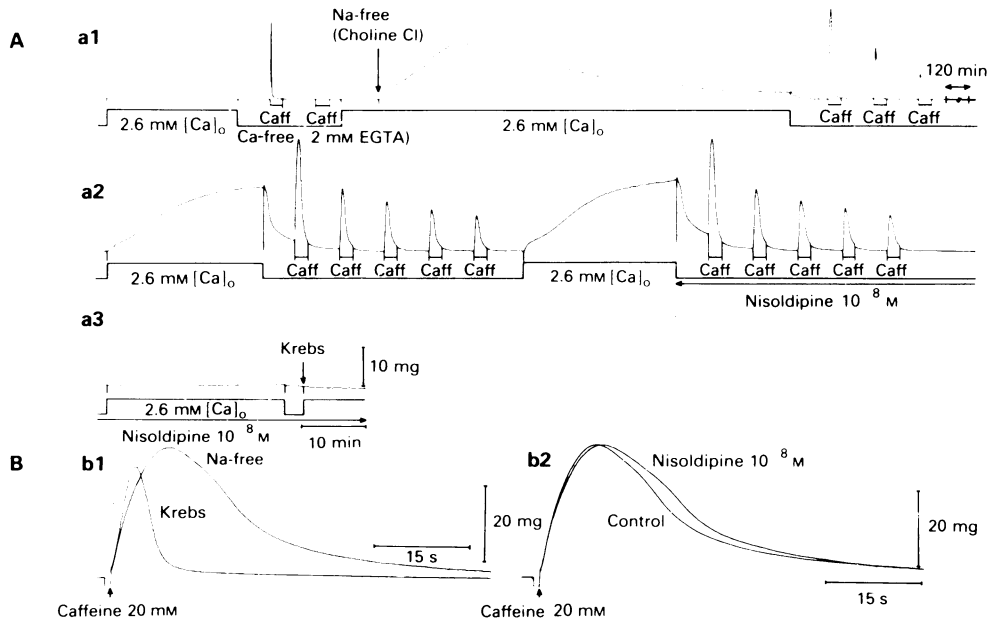 A
a1
Na-free
(Choline Cl)
120 min
Caff Caff Caff Caff Caff
2.6 mM [Ca]o
Ca-free 2 mM EGTA)
2.6 mM [Ca]o
a2
Caff Caff Caff Caff Caff Caff Caff Caff Caff Caff
2.6 mM [Ca]o
2.6 mM [Ca]o
Nisoldipine 10 8 M
a3
Krebs
10 mg
2.6 mM [Ca]o
Nisoldipine 10 8 M
10 min
B
b1
Na-free
Krebs
20 mg
15 s
Caffeine 20 mM
b2
Nisoldipine 10 8 M
Control
20 mg
15 s
Caffeine 20 mM